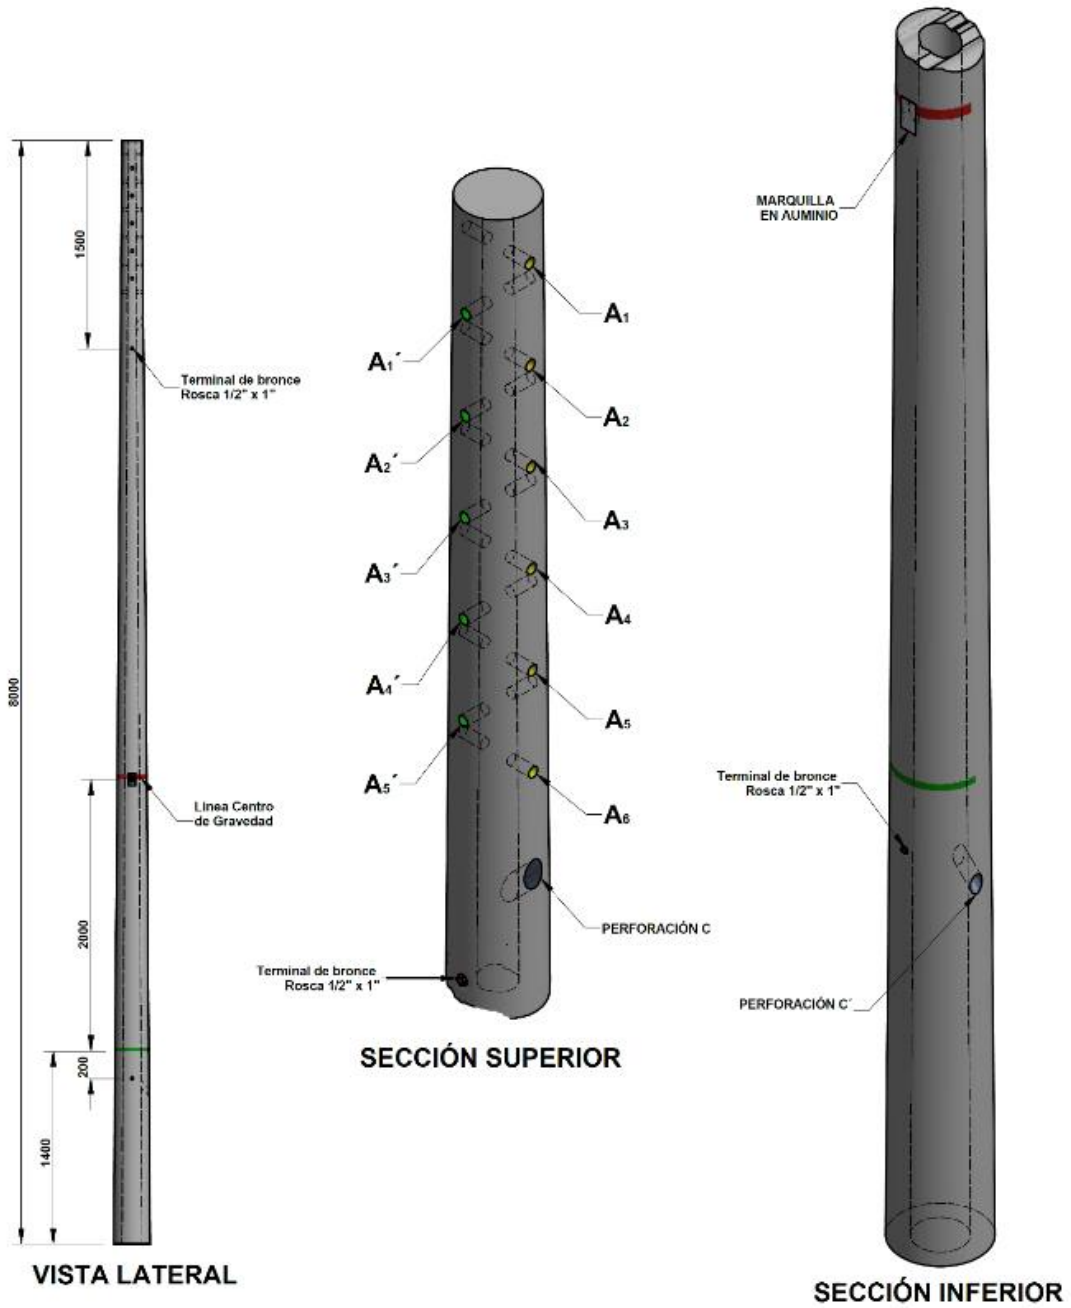 8000
1500
Terminal de bronce
Rosca 1/2" x 1"
Linea Centro
de Gravedad
2000
200
1400
VISTA LATERAL
A1
A1´
A2
A2´
A3
A3´
A4
A4´
A5
A5´
A6
PERFORACIÓN C
Terminal de bronce
Rosca 1/2" x 1"
SECCIÓN SUPERIOR
MARQUILLA
EN AUMINIO
Terminal de bronce
Rosca 1/2" x 1"
PERFORACIÓN C´
SECCIÓN INFERIOR